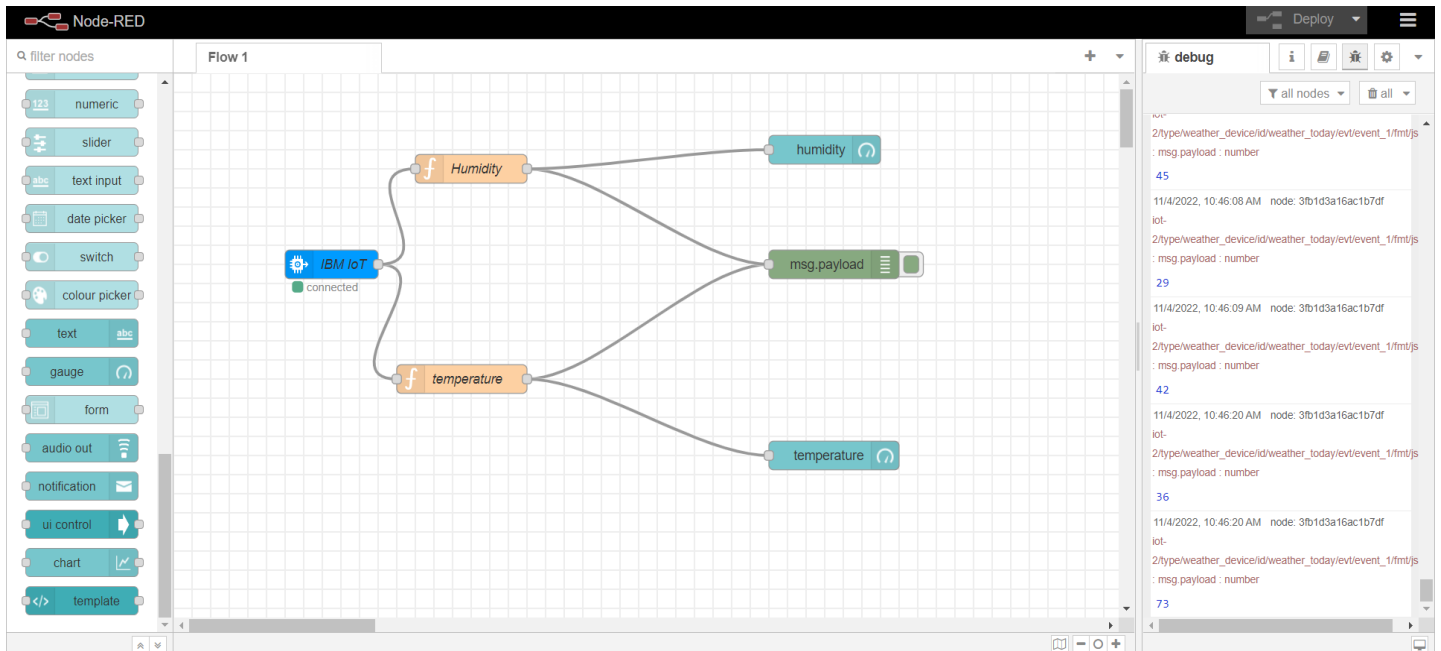 Node-RED
Deploy
filter nodes
Flow 1
debug
i
all nodes
all
123 numeric
slider
abc text input
date picker
switch
colour picker
text abc
gauge
form
audio out
notification
ui control
chart
</> template
Humidity
humidity
IBM IoT
connected
msg.payload
temperature
temperature
iot-
2/type/weather_device/id/weather_today/evt/event_1/fmt/js
: msg.payload : number
45
11/4/2022, 10:46:08 AM node: 3fb1d3a16ac1b7df
iot-
2/type/weather_device/id/weather_today/evt/event_1/fmt/js
: msg.payload : number
29
11/4/2022, 10:46:09 AM node: 3fb1d3a16ac1b7df
iot-
2/type/weather_device/id/weather_today/evt/event_1/fmt/js
: msg.payload : number
42
11/4/2022, 10:46:20 AM node: 3fb1d3a16ac1b7df
iot-
2/type/weather_device/id/weather_today/evt/event_1/fmt/js
: msg.payload : number
36
11/4/2022, 10:46:20 AM node: 3fb1d3a16ac1b7df
iot-
2/type/weather_device/id/weather_today/evt/event_1/fmt/js
: msg.payload : number
73